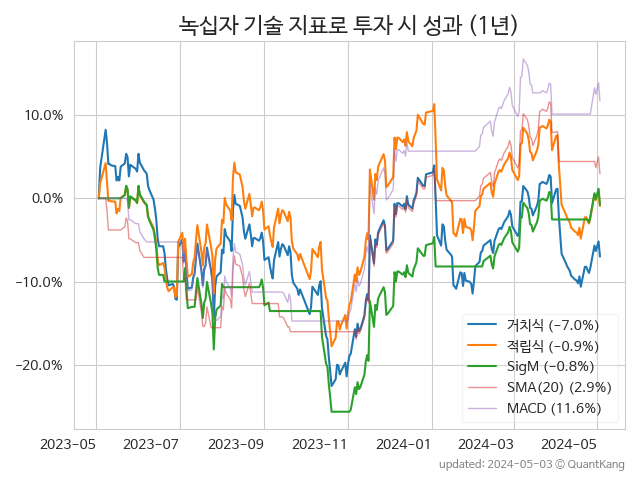 녹십자 기술 지표로 투자 시 성과 (1년)
10.0%
0.0%
−10.0%
−20.0%
거치식 (−7.0%)
적립식 (−0.9%)
SigM (−0.8%)
SMA(20) (2.9%)
MACD (11.6%)
2023-05 2023-07 2023-09 2023-11 2024-01 2024-03 2024-05
updated: 2024-05-03 ⓒ QuantKang